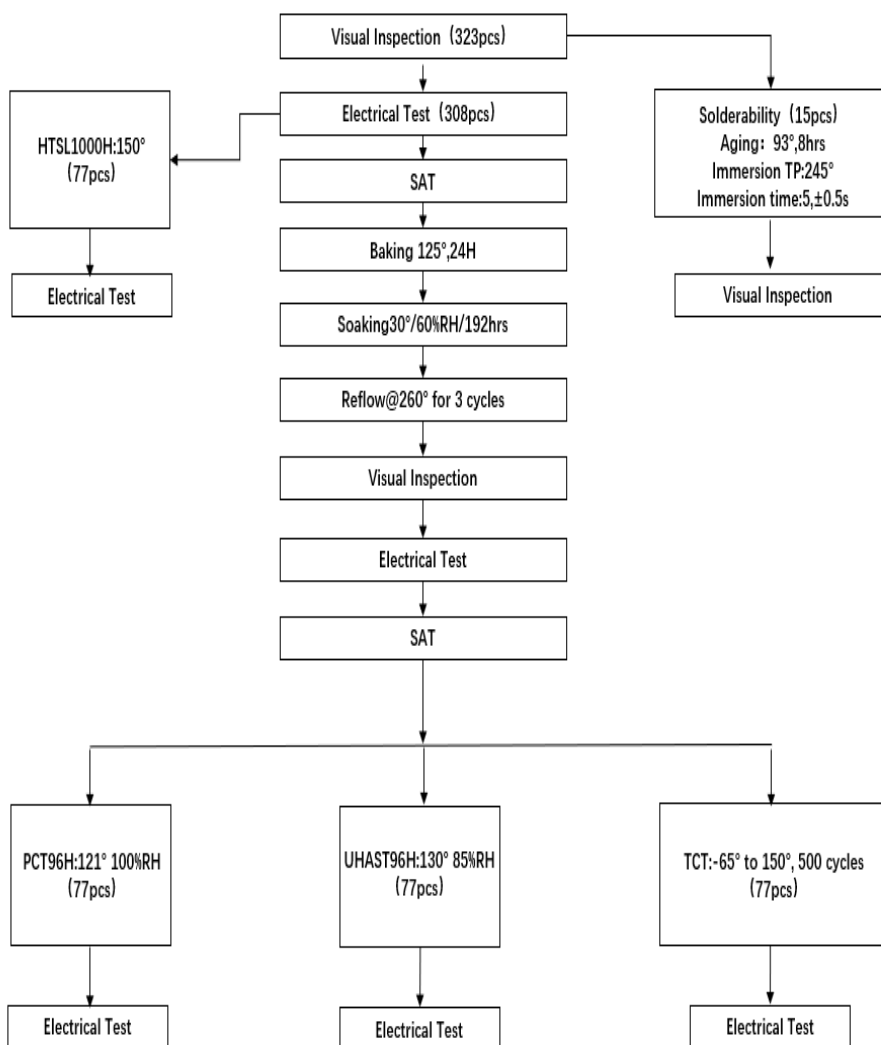 Visual Inspection (323pcs)
Electrical Test (308pcs)
HTSL1000H:150°
(77pcs)
Solderability (15pcs)
Aging: 93°,8hrs
Immersion TP:245°
Immersion time:5,±0.5s
SAT
Baking 125°,24H
Electrical Test
Visual Inspection
Soaking30°/60%RH/192hrs
Reflow@260° for 3 cycles
Visual Inspection
Electrical Test
SAT
PCT96H:121° 100%RH
(77pcs)
UHAST96H:130° 85%RH
(77pcs)
TCT:-65° to 150°, 500 cycles
(77pcs)
Electrical Test
Electrical Test
Electrical Test